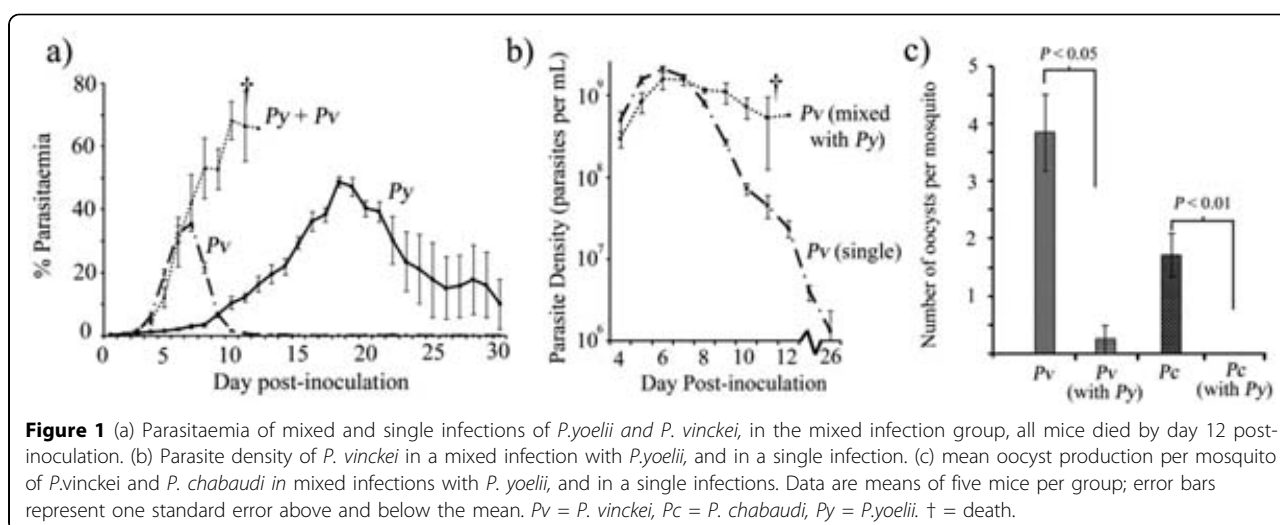 a)
80
60
40
20
0
% Parasitaemia
†
Py + Pv
Pv
Py
0 5 10 15 20 25 30
Day post-inoculation
b)
10⁹
10⁸
10⁷
10⁶
Parasite Density (parasites per mL)
†
Pv (mixed
with Py)
Pv (single)
4 6 8 10 12 26
Day Post-inoculation
c)
P < 0.05
P < 0.01
5
4
3
2
1
Number of oocysts per mosquito
Pv Pv Pc Pc
(with Py) (with Py)
Figure 1 (a) Parasitaemia of mixed and single infections of P.yoelii and P. vinckei, in the mixed infection group, all mice died by day 12 post-
inoculation. (b) Parasite density of P. vinckei in a mixed infection with P.yoelii, and in a single infection. (c) mean oocyst production per mosquito
of P.vinckei and P. chabaudi in mixed infections with P. yoelii, and in a single infections. Data are means of five mice per group; error bars
represent one standard error above and below the mean. Pv = P. vinckei, Pc = P. chabaudi, Py = P.yoelii. † = death.